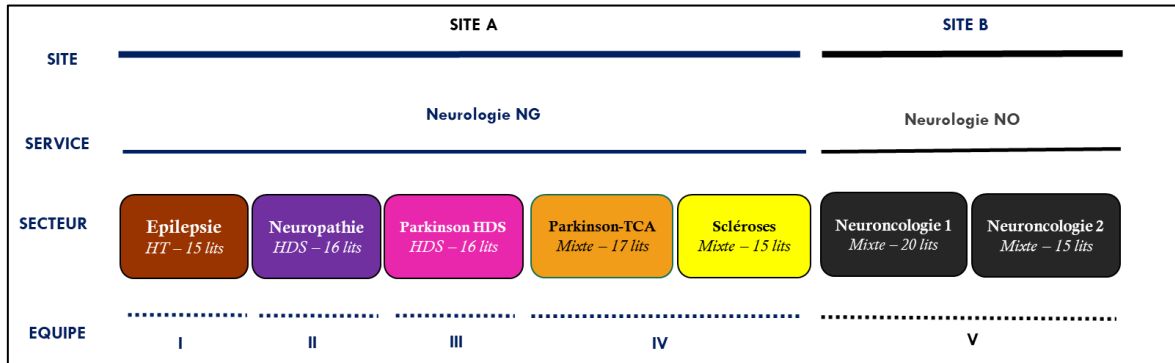 SITE A
SITE B
SITE
Neurologie NG
Neurologie NO
SERVICE
SECTEUR
Epilepsie
HT – 15 lits
Neuropathie
HDS – 16 lits
Parkinson HDS
HDS – 16 lits
Parkinson-TCA
Mixte – 17 lits
Scléroses
Mixte – 15 lits
Neuroncologie 1
Mixte – 20 lits
Neuroncologie 2
Mixte – 15 lits
EQUIPE
I
II
III
IV
V